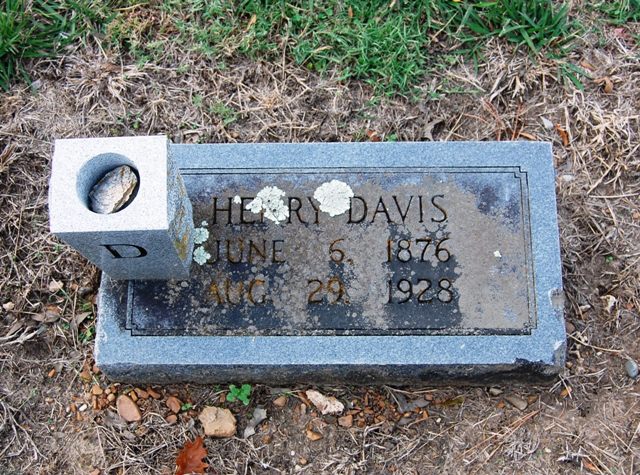 HENRY DAVIS
JUNE 6, 1876
AUG. 29, 1928
D